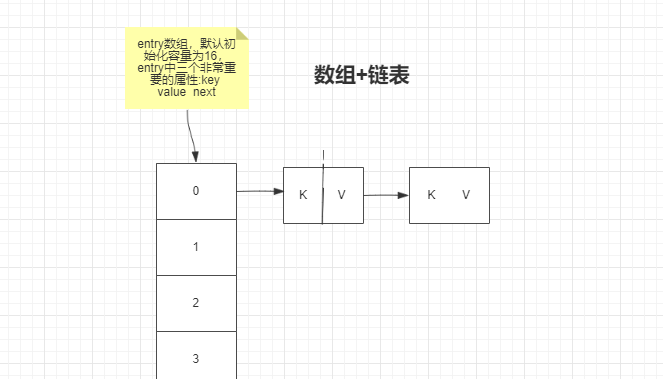 entry数组，默认初
始化容量为16，
entry中三个非常重
要的属性:key
value next
数组+链表
0
K V
K V
1
2
3